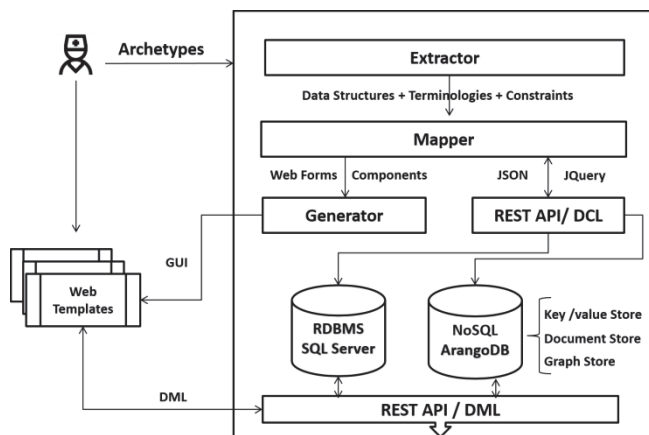 Archetypes
Extractor
Data Structures + Terminologies + Constraints
Mapper
Web Forms Components
JSON JQuery
Generator
REST API/ DCL
GUI
Web
Templates
RDBMS
SQL Server
NoSQL
ArangoDB
Key /value Store
Document Store
Graph Store
DML
REST API / DML